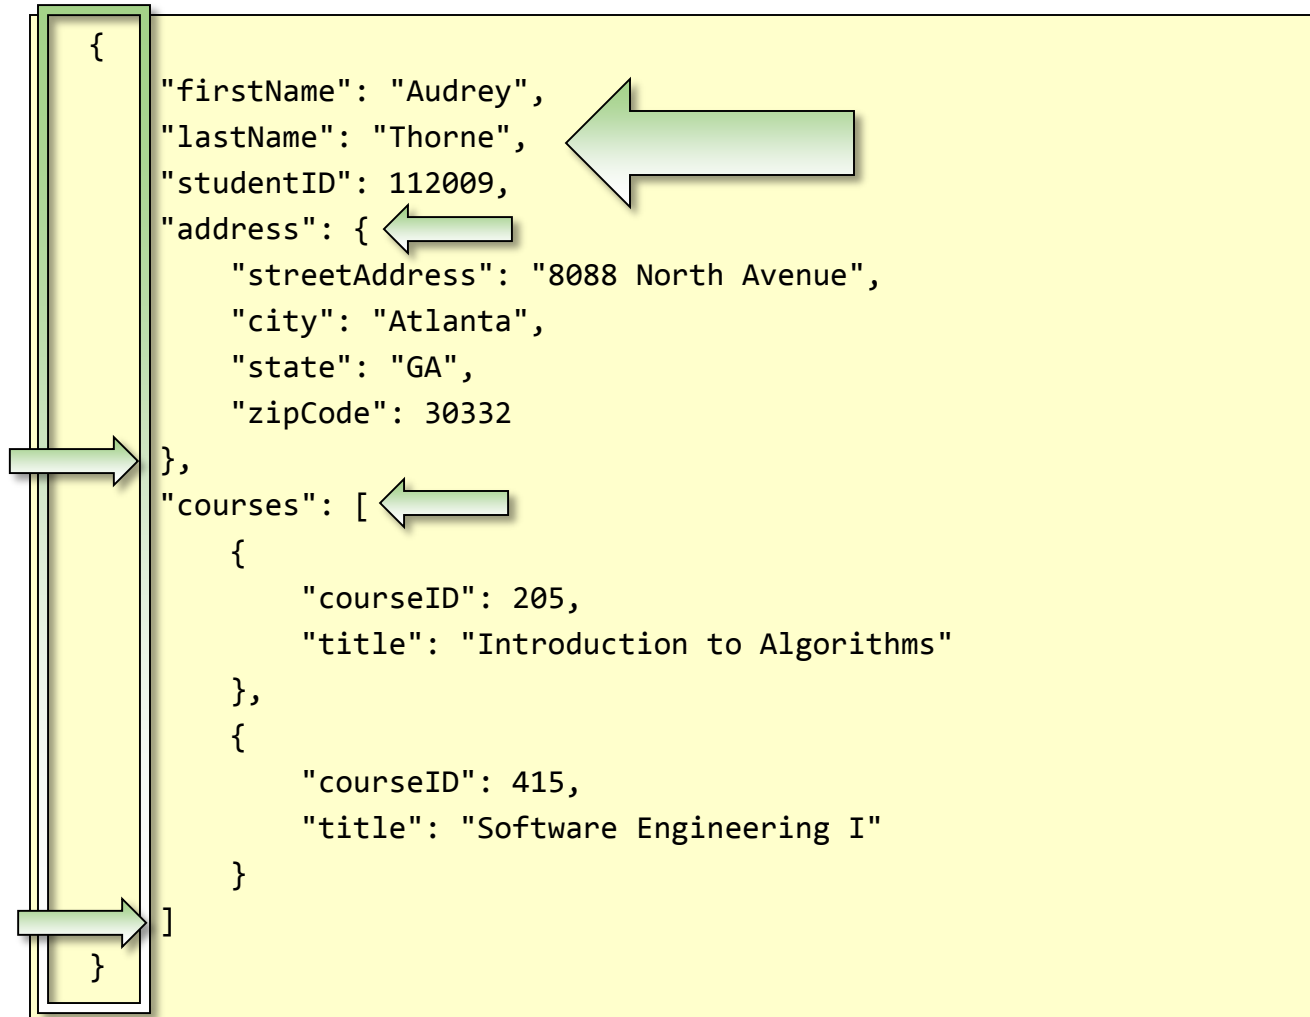 {
"firstName": "Audrey",
"lastName": "Thorne",
"studentID": 112009,
"address": {
"streetAddress": "8088 North Avenue",
"city": "Atlanta",
"state": "GA",
"zipCode": 30332
},
"courses": [
{
"courseID": 205,
"title": "Introduction to Algorithms"
},
{
"courseID": 415,
"title": "Software Engineering I"
}
]
}